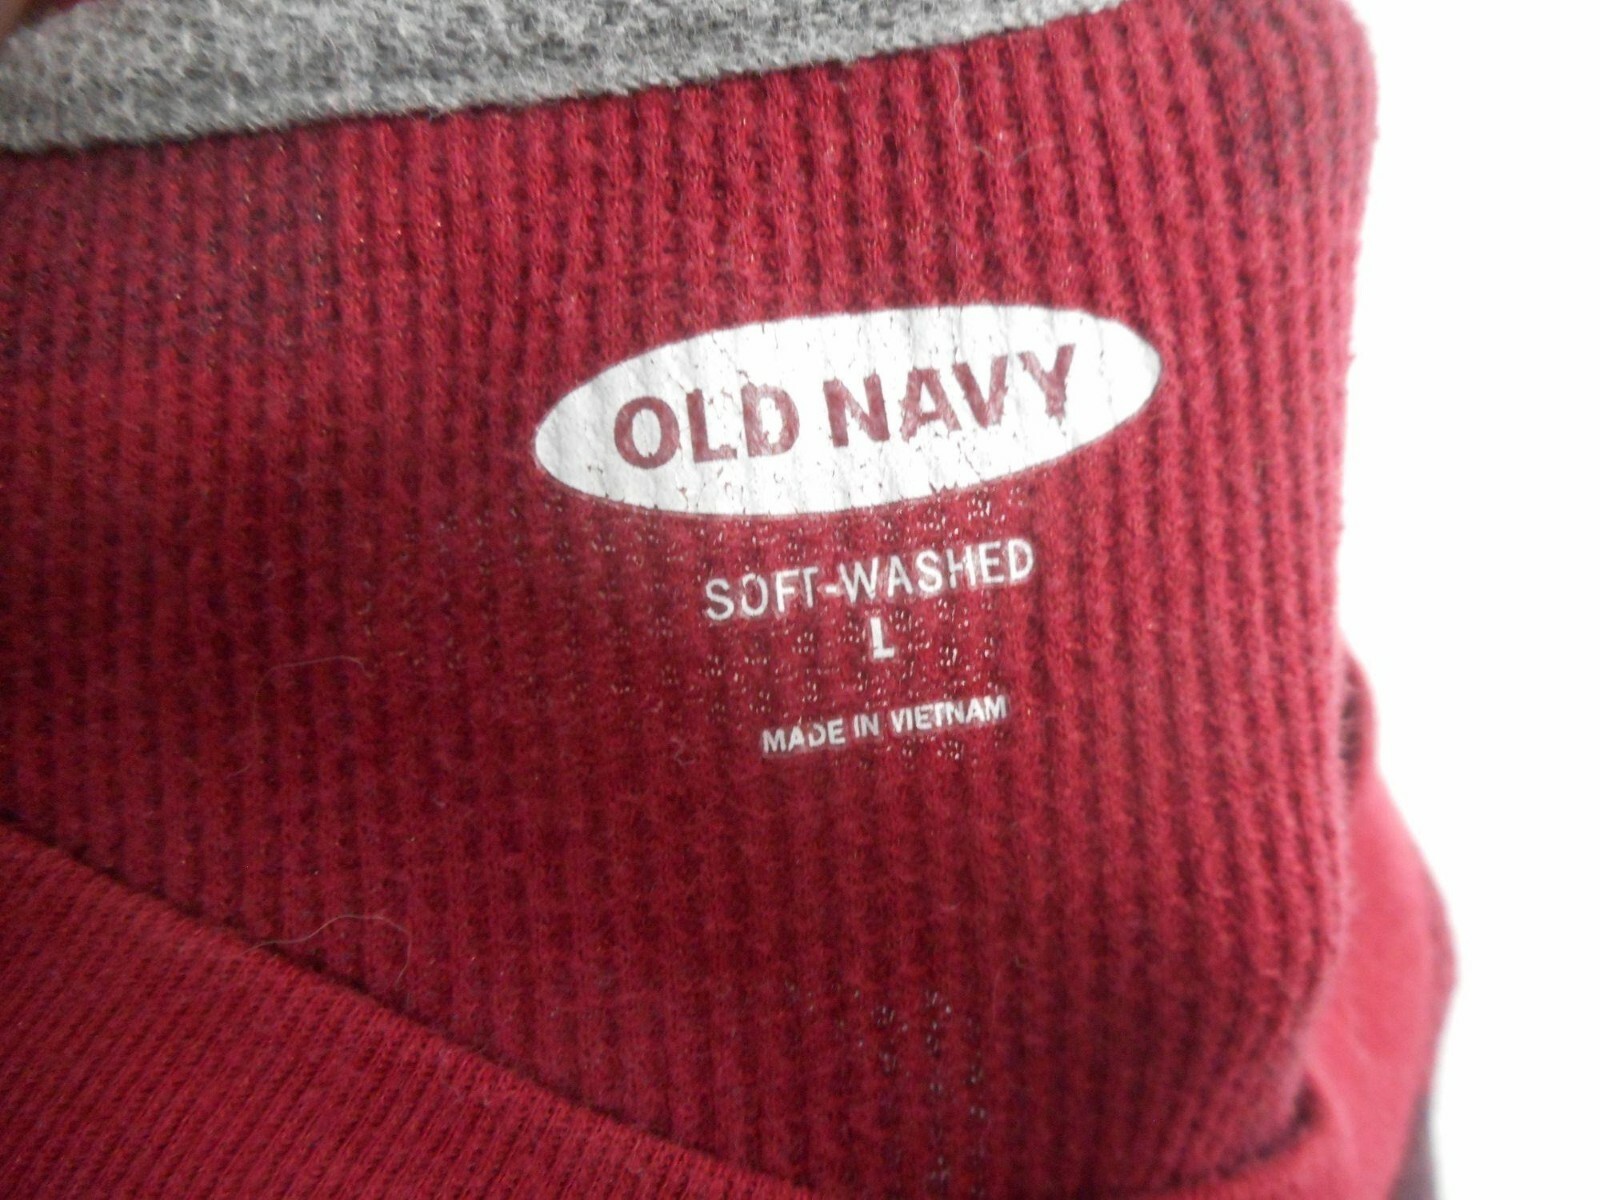 OLD NAVY
SOFT-WASHED
L
MADE IN VIETNAM